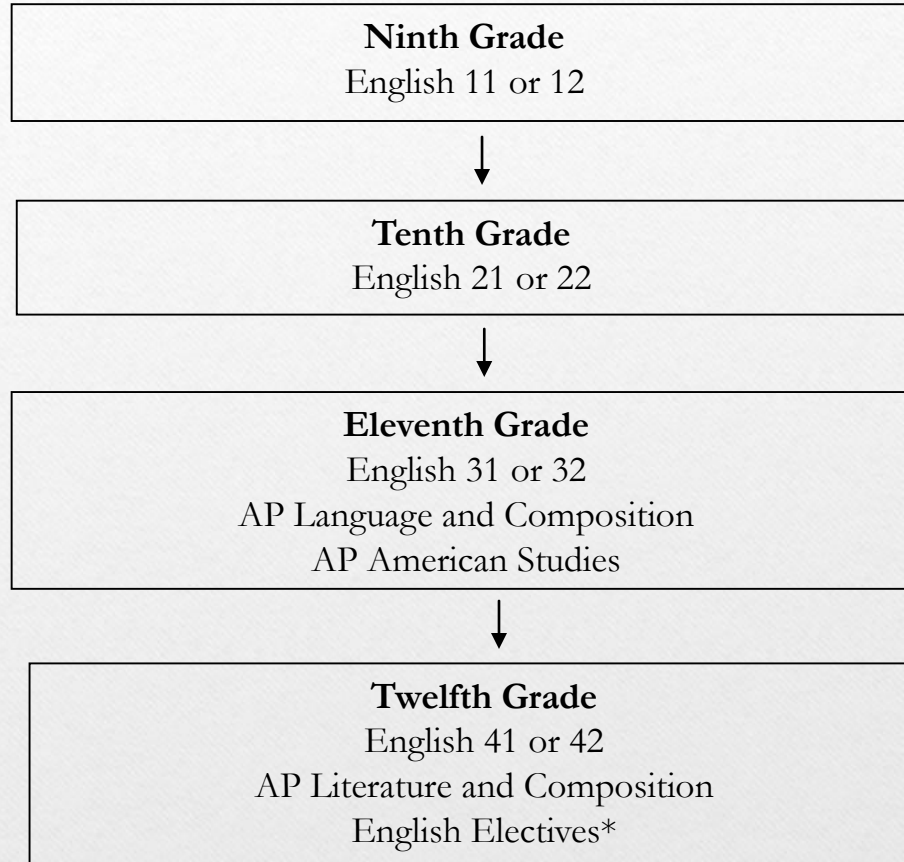 Ninth Grade
English 11 or 12
Tenth Grade
English 21 or 22
Eleventh Grade
English 31 or 32
AP Language and Composition
AP American Studies
Twelfth Grade
English 41 or 42
AP Literature and Composition
English Electives*